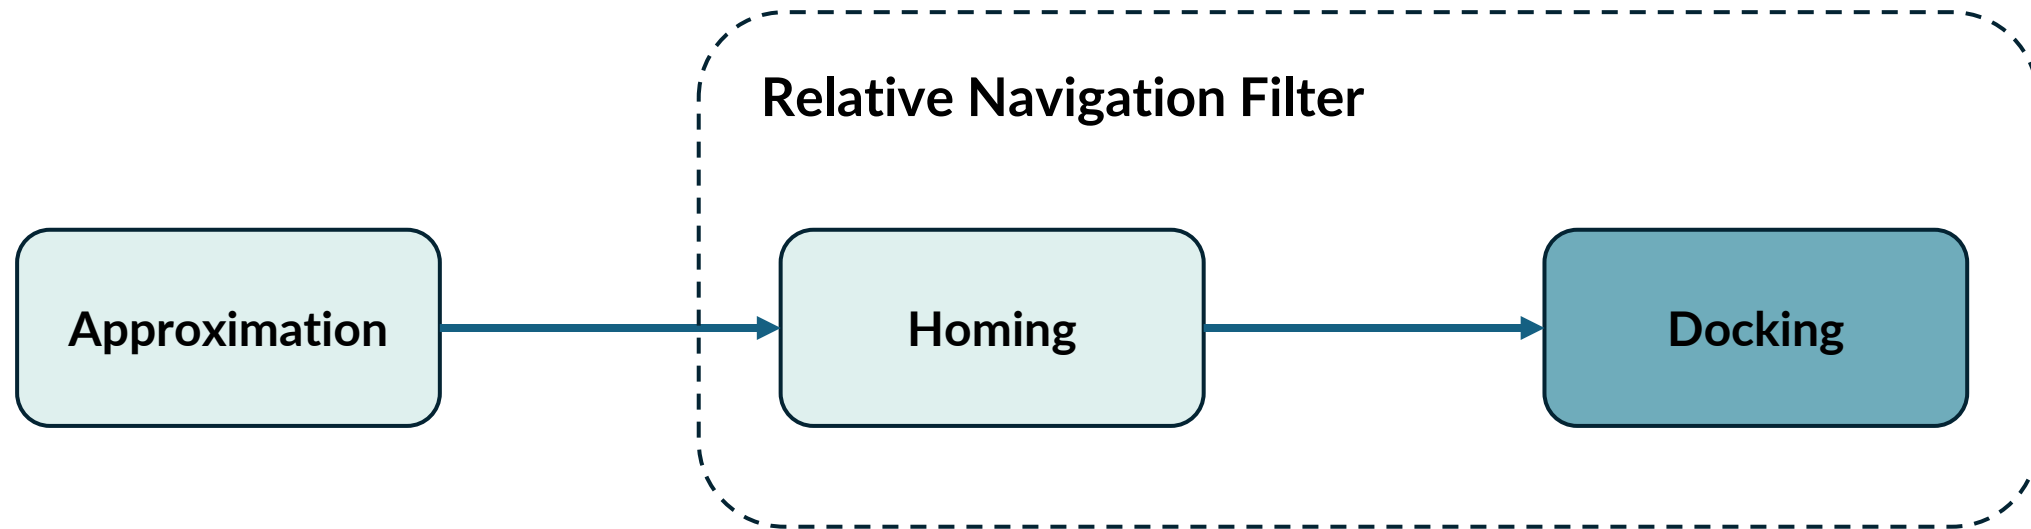 Relative Navigation Filter
Approximation
Homing
Docking